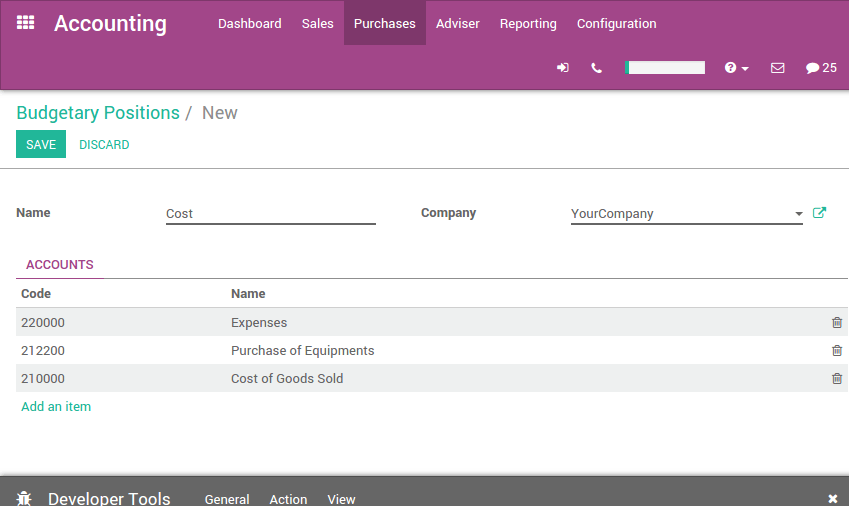 Accounting Dashboard Sales Purchases Adviser Reporting Configuration
25
Budgetary Positions / New
SAVE DISCARD
Name Cost Company YourCompany
ACCOUNTS
Code Name
220000 Expenses
212200 Purchase of Equipments
210000 Cost of Goods Sold
Add an item
Developer Tools General Action View